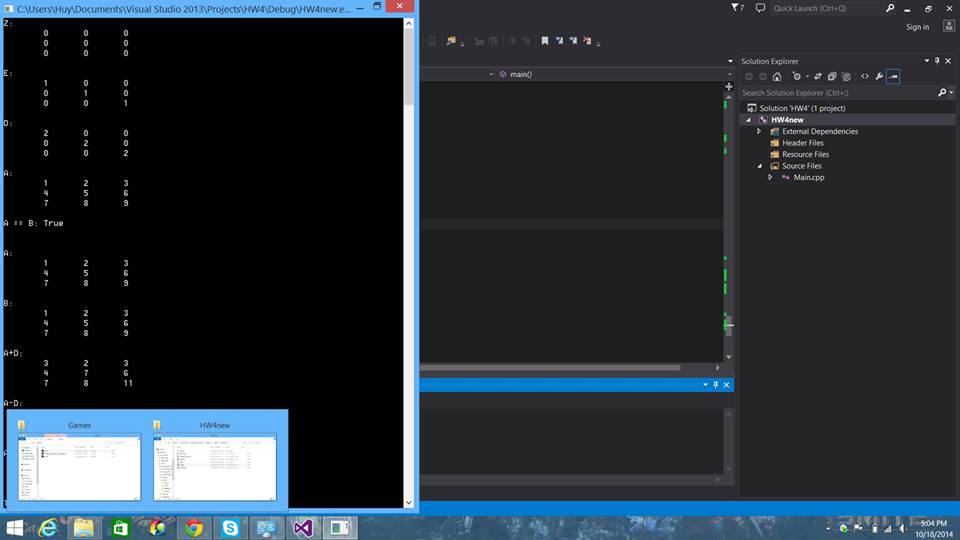 C:\Users\Huy\Documents\Visual Studio 2013\Projects\HW4\Debug\HW4new.e...
Z:
0 0 0
0 0 0
0 0 0
E:
1 0 0
0 1 0
0 0 1
D:
2 0 0
0 2 0
0 0 2
A:
1 2 3
4 5 6
7 8 9
A == B: True
A:
1 2 3
4 5 6
7 8 9
B:
1 2 3
4 5 6
7 8 9
A+D:
3 2 3
4 7 6
7 8 11
A-D:
Games
HW4new
7
Quick Launch (Ctrl+Q)
Sign in
main()
Solution Explorer
Search Solution Explorer (Ctrl+;)
Solution 'HW4' (1 project)
HW4new
External Dependencies
Header Files
Resource Files
Source Files
Main.cpp
5:04 PM
10/18/2014